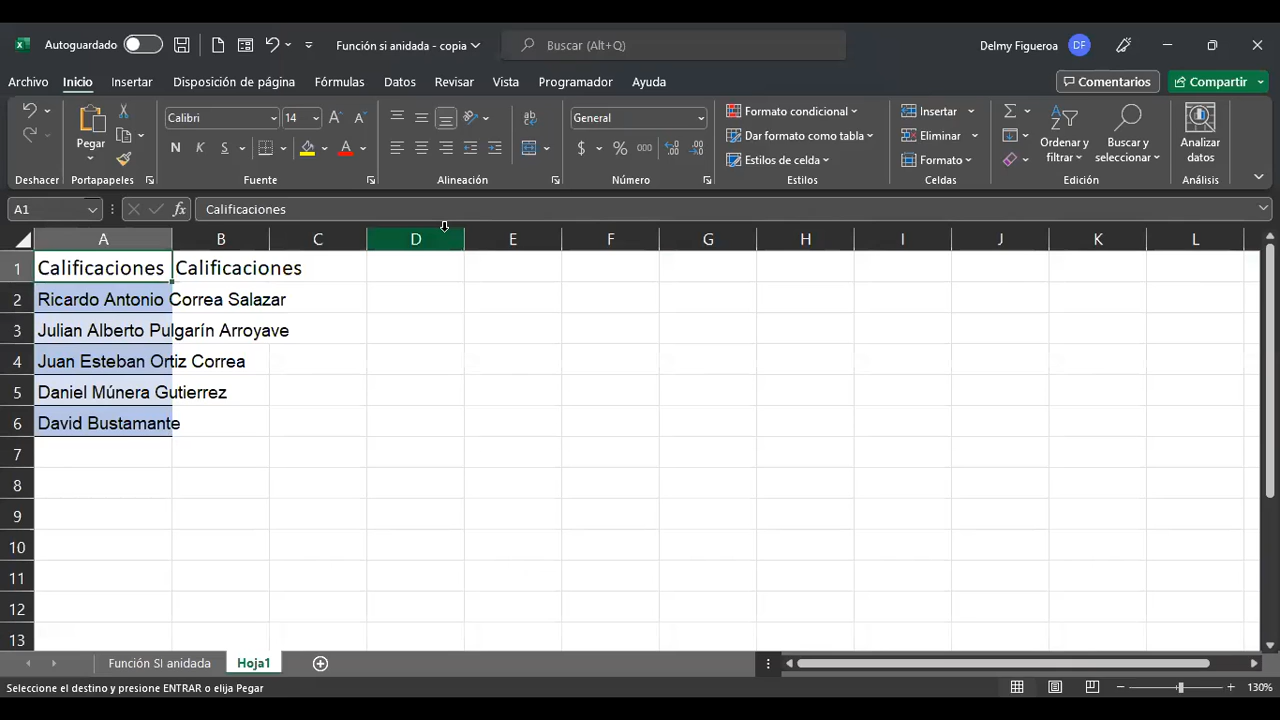 Autoguardado Función si anidada - copia Buscar (Alt+Q) Delmy Figueroa DF
Archivo Inicio Insertar Disposición de página Fórmulas Datos Revisar Vista Programador Ayuda Comentarios Compartir
Calibri 14 General Formato condicional Insertar
Pegar N K S $ % 000 Dar formato como tabla Eliminar Ordenar y filtrar Buscar y seleccionar Analizar datos
Estilos de celda Formato
Deshacer Portapapeles Fuente Alineación Número Estilos Celdas Edición Análisis
A1 fx Calificaciones
A B C D E F G H I J K L
1 Calificaciones Calificaciones
2 Ricardo Antonio Correa Salazar
3 Julian Alberto Pulgarín Arroyave
4 Juan Esteban Ortiz Correa
5 Daniel Múnera Gutierrez
6 David Bustamante
7
8
9
10
11
12
13
Función SI anidada Hoja1
Seleccione el destino y presione ENTRAR o elija Pegar 130%